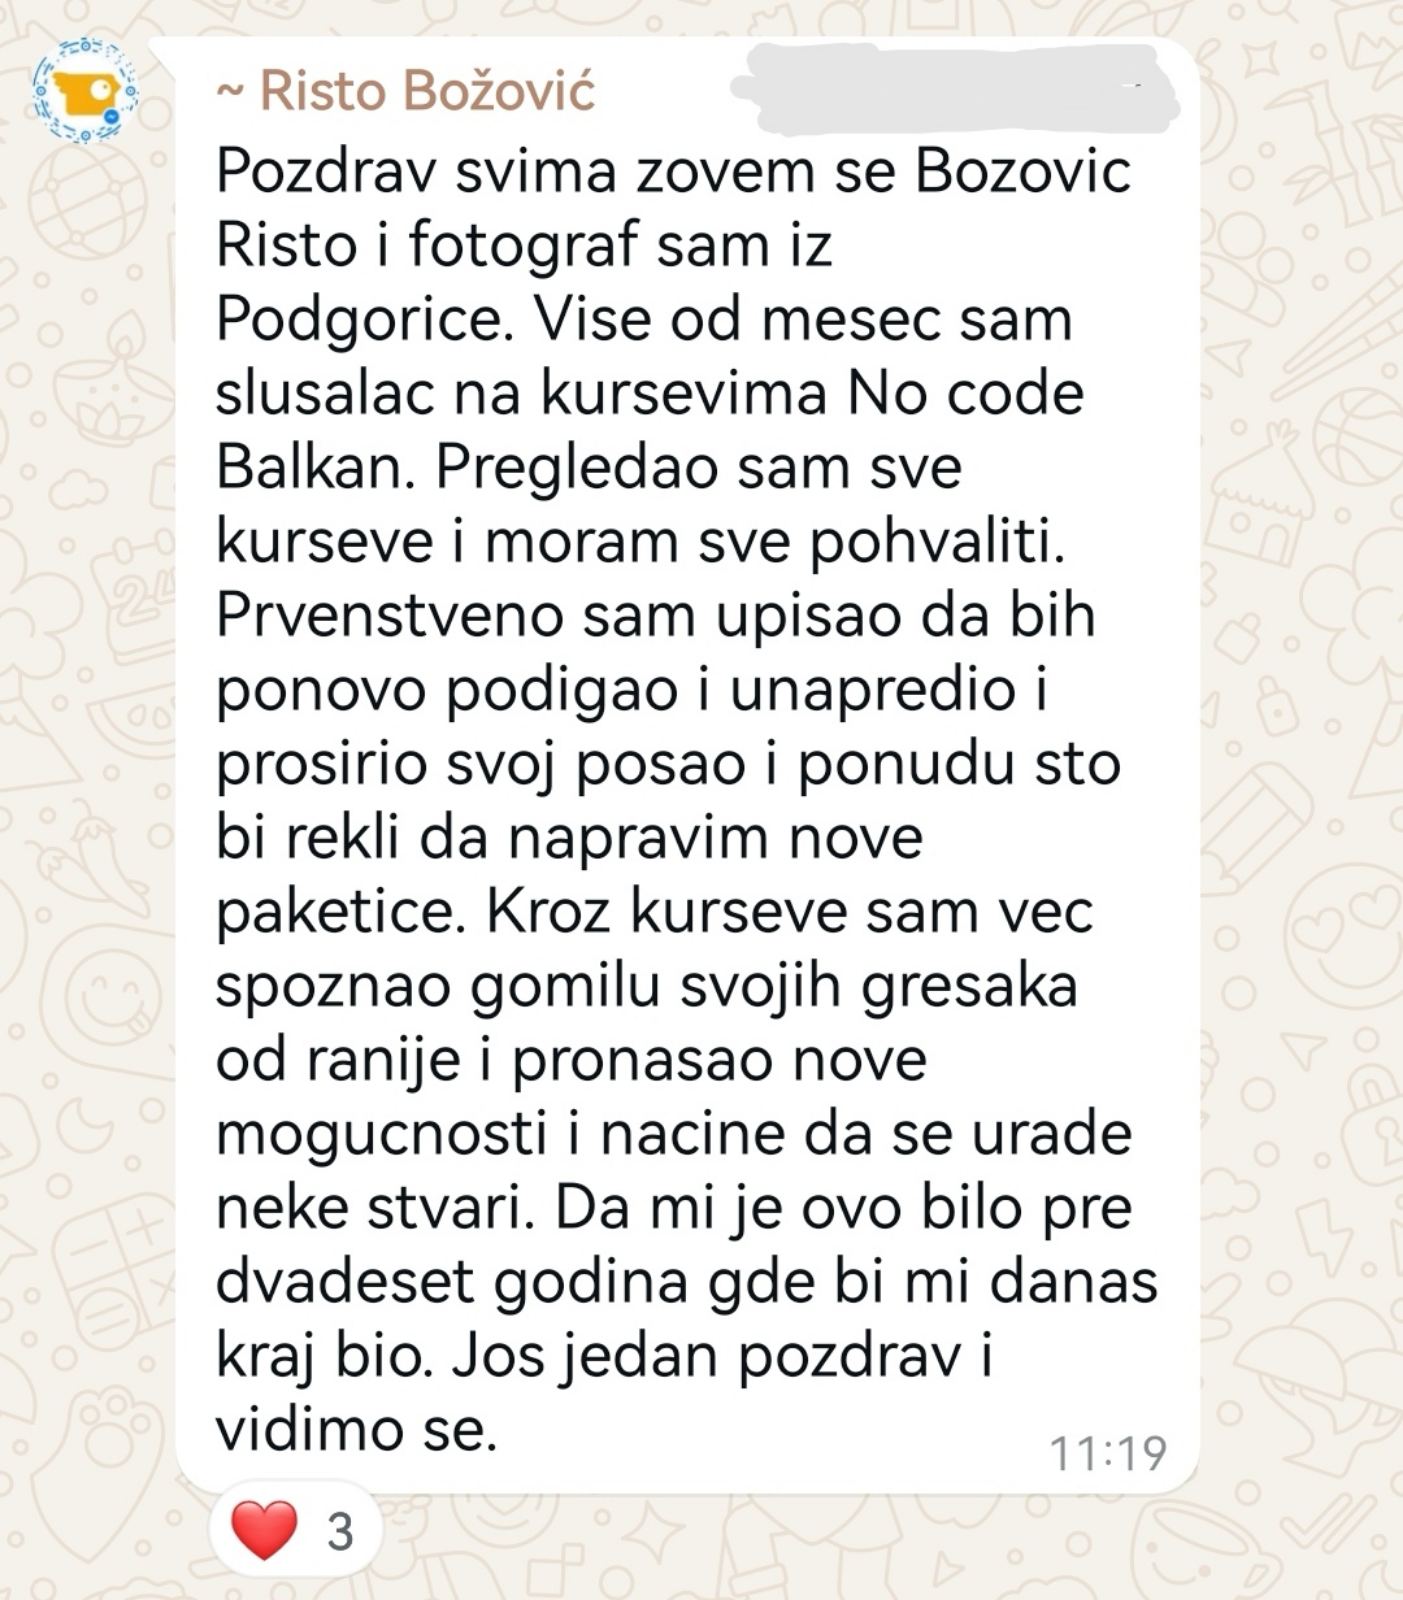 ~ Risto Božović
Pozdrav svima zovem se Bozovic
Risto i fotograf sam iz
Podgorice. Vise od mesec sam
slusalac na kursevima No code
Balkan. Pregledao sam sve
kurseve i moram sve pohvaliti.
Prvenstveno sam upisao da bih
ponovo podigao i unapredio i
prosirio svoj posao i ponudu sto
bi rekli da napravim nove
paketice. Kroz kurseve sam vec
spoznao gomilu svojih gresaka
od ranije i pronasao nove
mogucnosti i nacine da se urade
neke stvari. Da mi je ovo bilo pre
dvadeset godina gde bi mi danas
kraj bio. Jos jedan pozdrav i
vidimo se.
11:19
❤️ 3